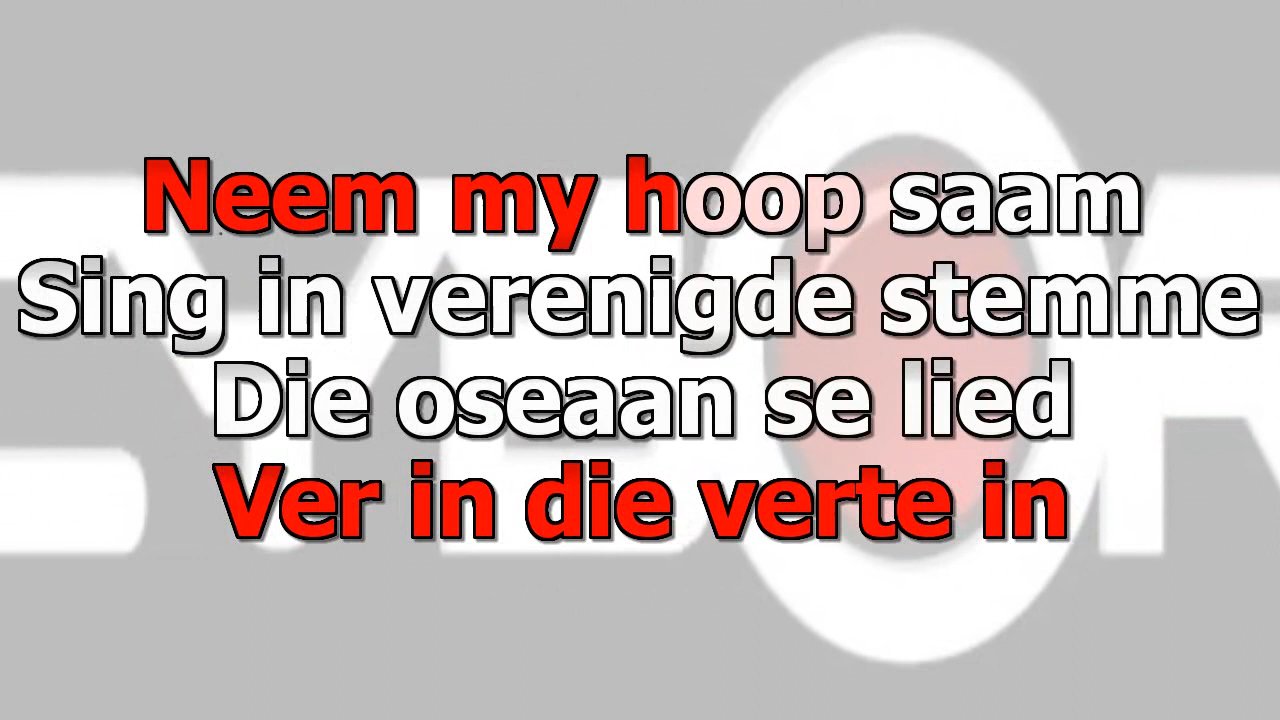 Neem my hoop saam
Sing in verenigde stemme
Die oseaan se lied
Ver in die verte in